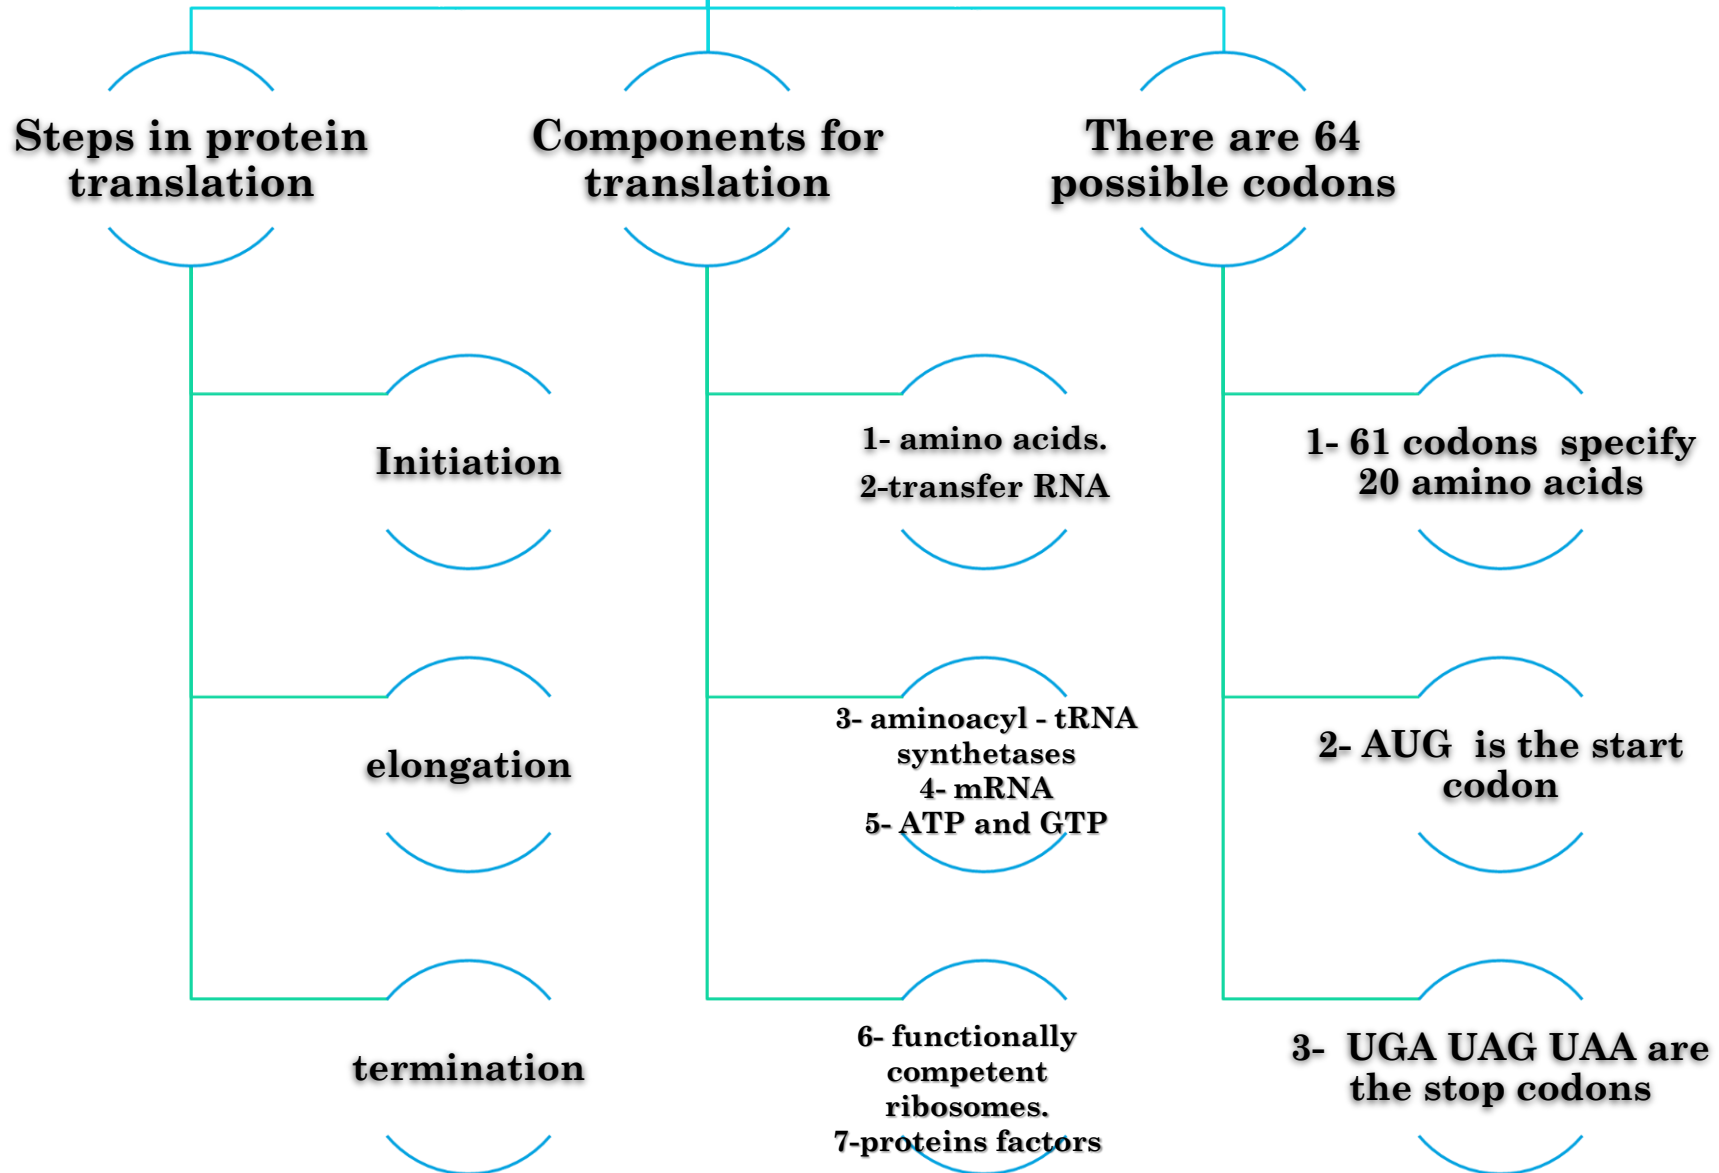 Steps in protein
translation
Initiation
elongation
termination
Components for
translation
1- amino acids.
2-transfer RNA
3- aminoacyl - tRNA
synthetases
4- mRNA
5- ATP and GTP
6- functionally
competent
ribosomes.
7-proteins factors
There are 64
possible codons
1- 61 codons specify
20 amino acids
2- AUG is the start
codon
3- UGA UAG UAA are
the stop codons